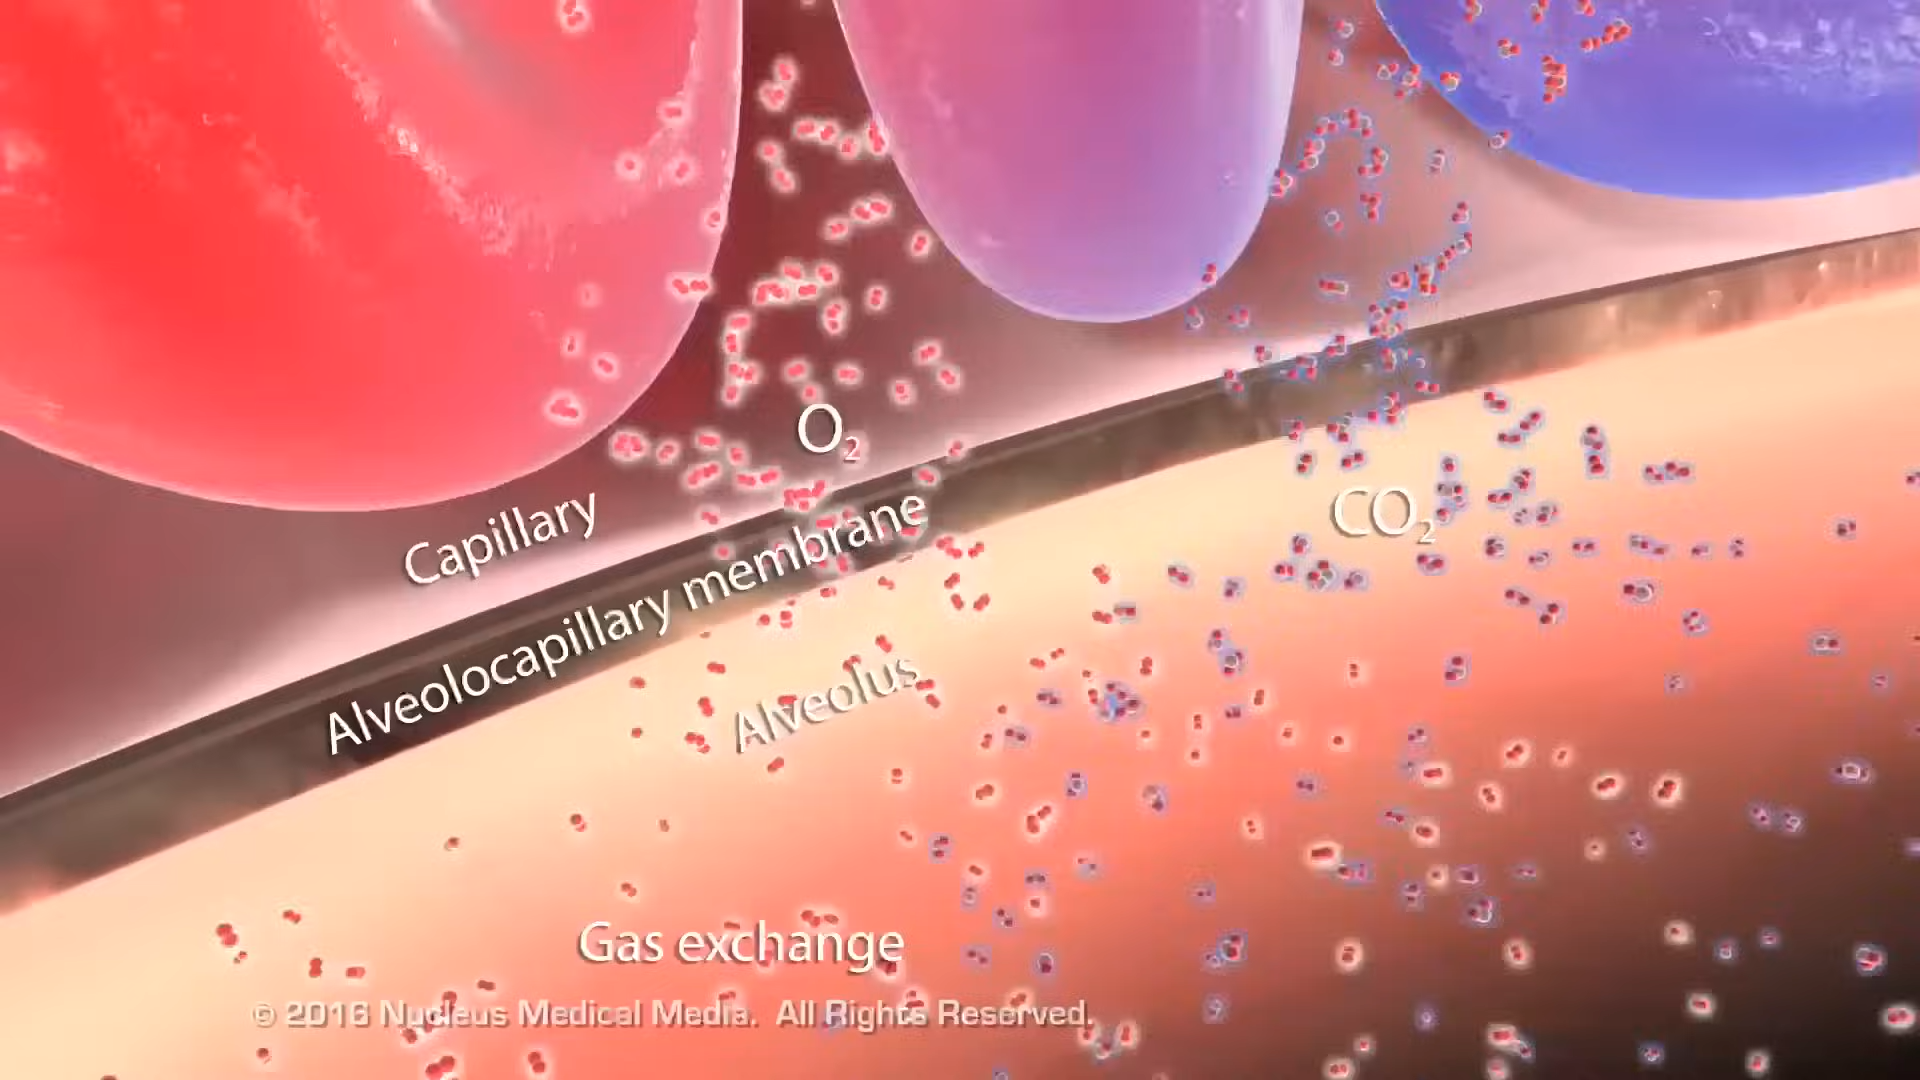 O₂
Capillary
Alveolocapillary membrane
CO₂
Alveolus
Gas exchange
© 2016 Nucleus Medical Media. All Rights Reserved.